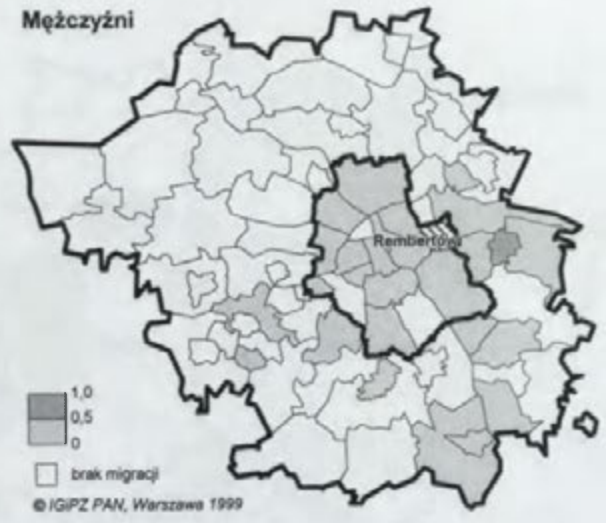 Mężczyźni
Rembertów
1,0
0,5
0
brak migracji
© IGiPZ PAN, Warszawa 1999